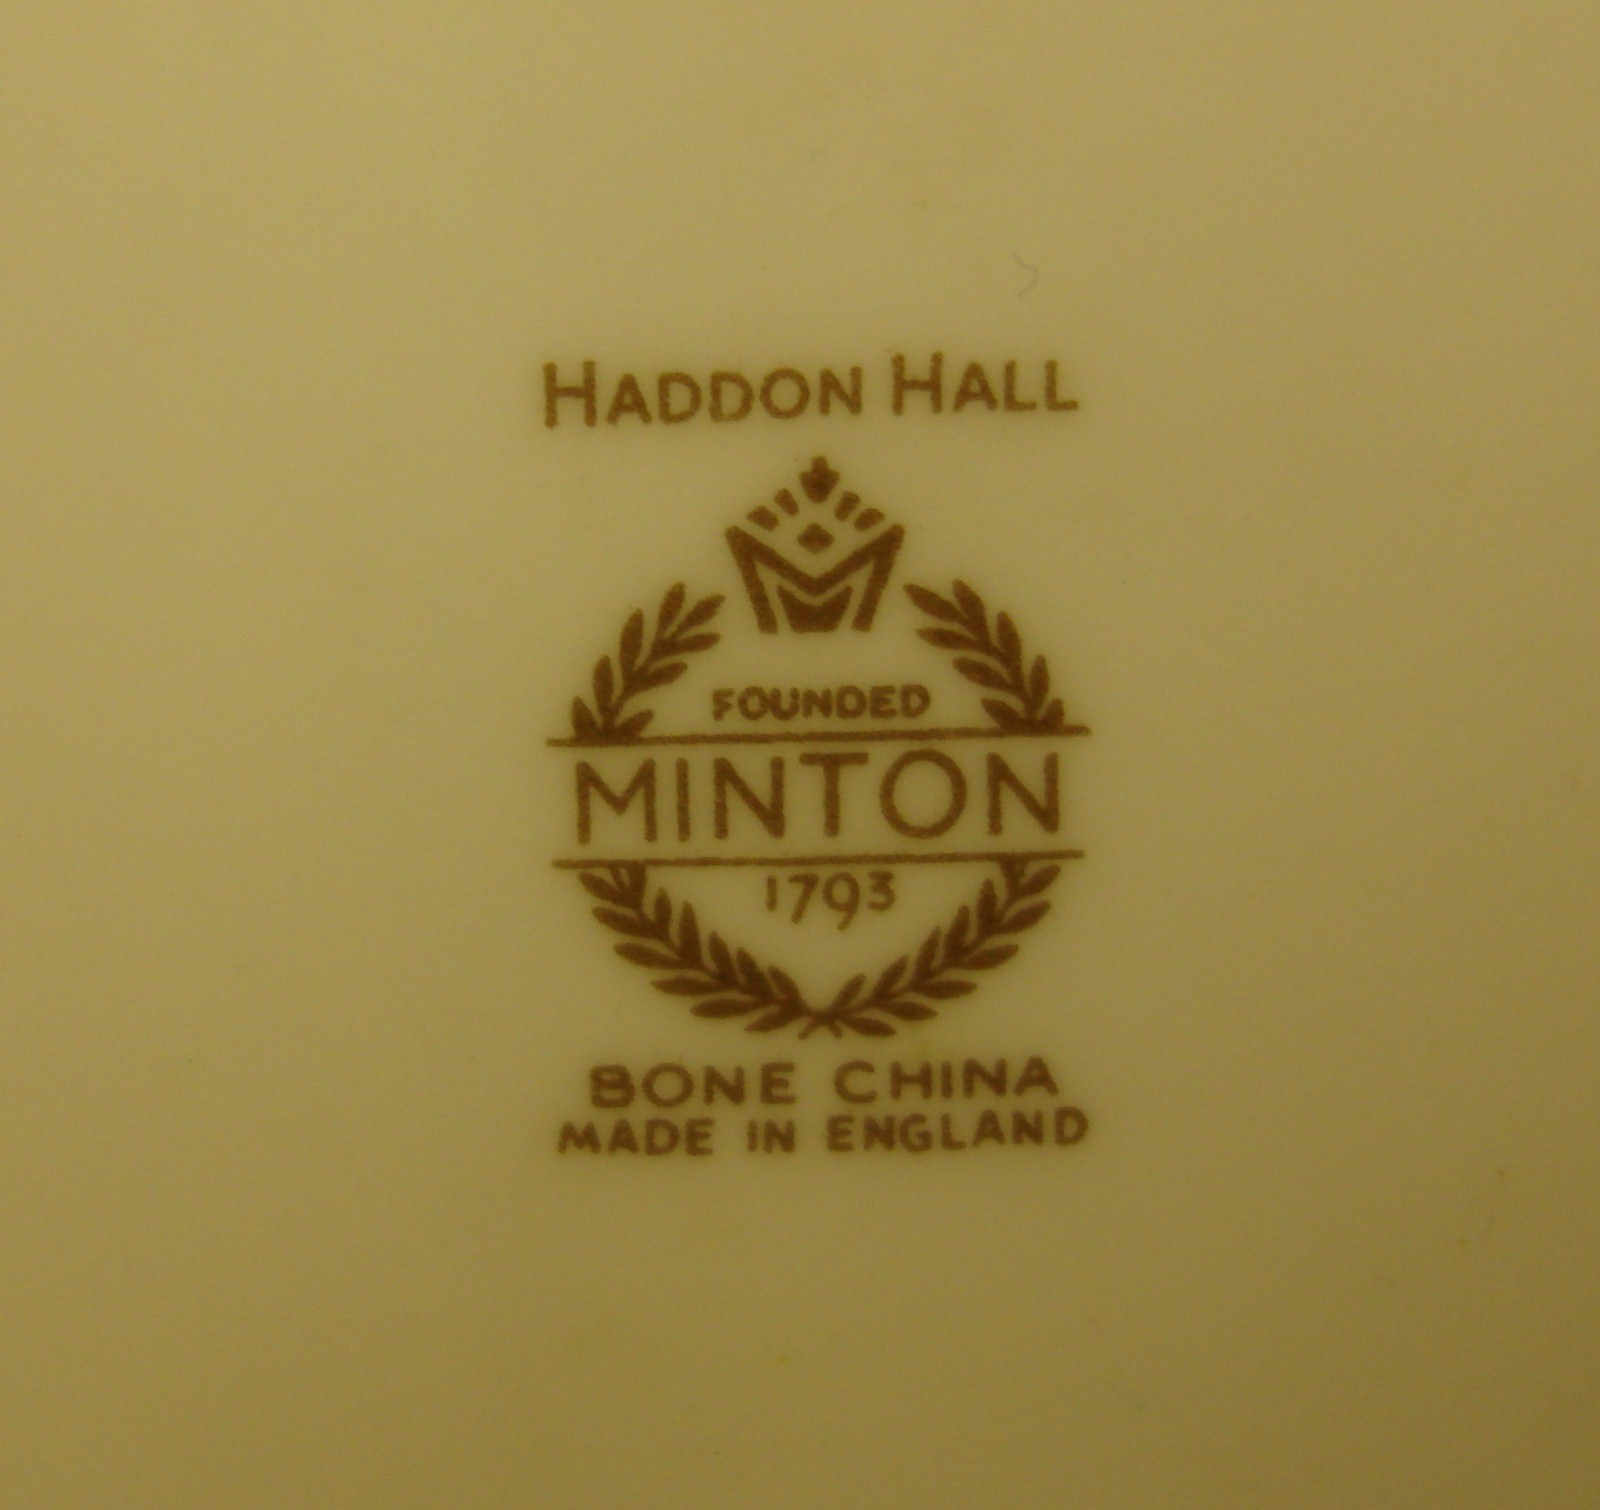 HADDON HALL
FOUNDED
MINTON
1793
BONE CHINA
MADE IN ENGLAND